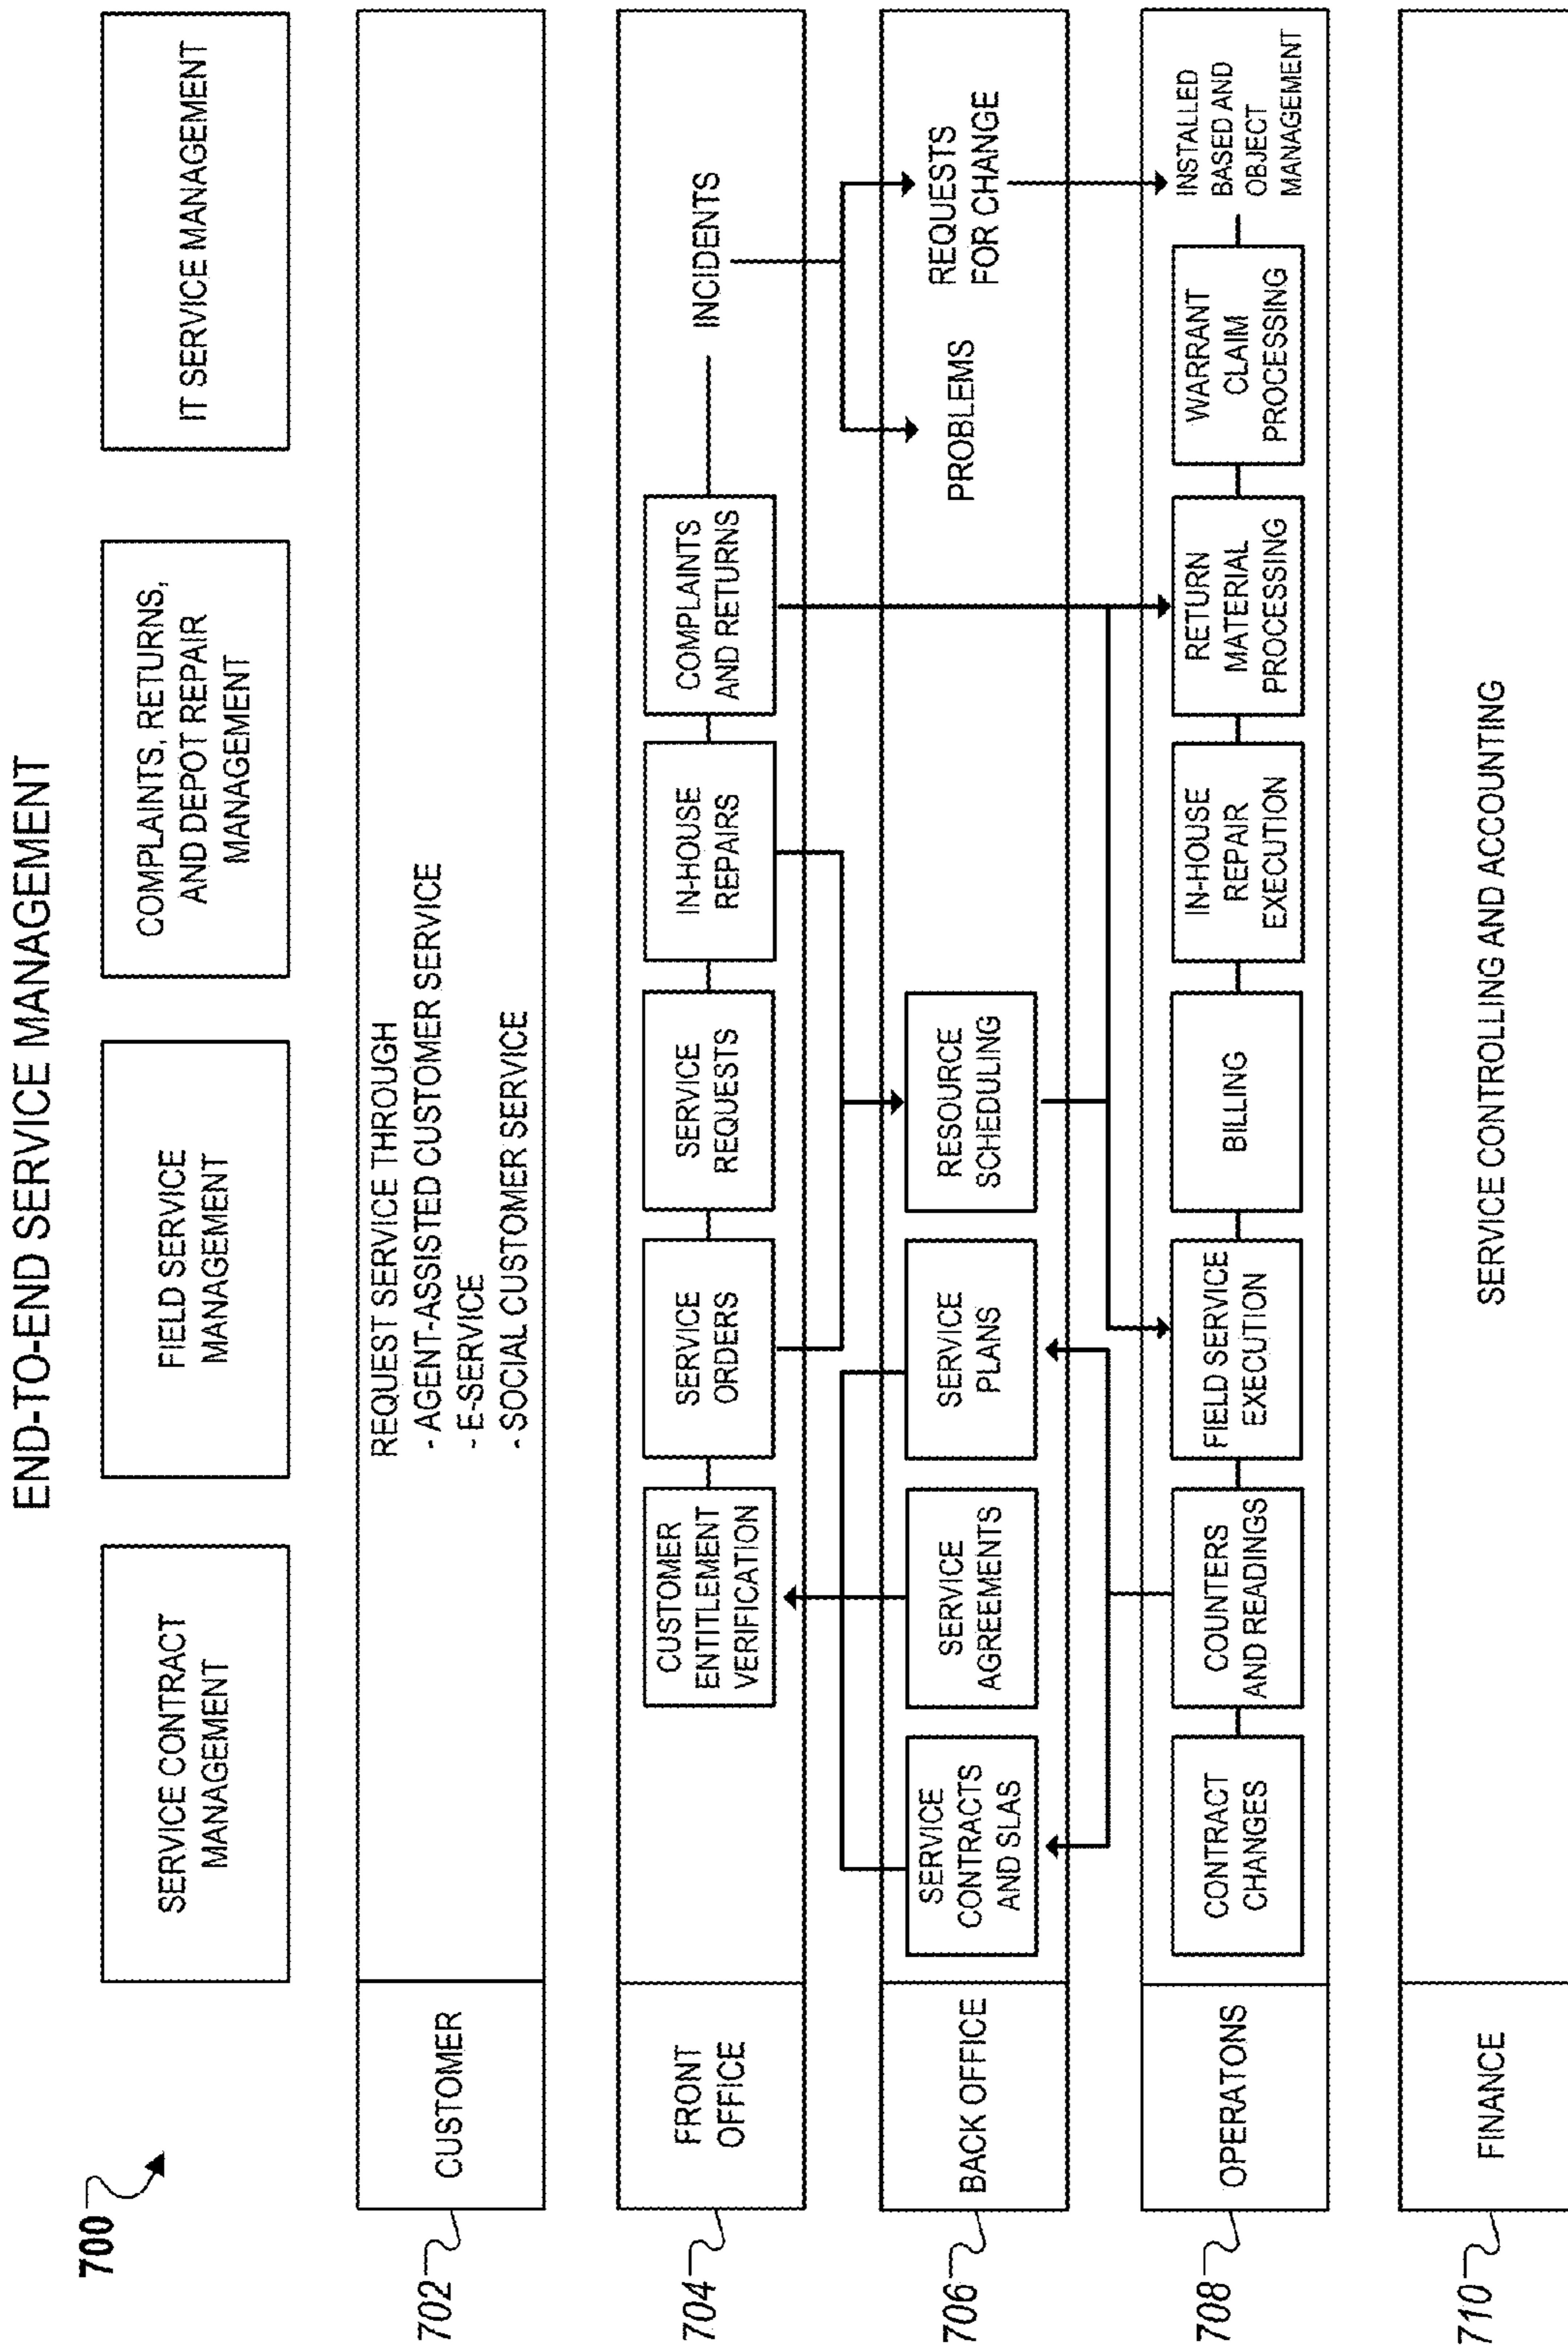 END-TO-END SERVICE MANAGEMENT
700
SERVICE CONTRACT
MANAGEMENT
FIELD SERVICE
MANAGEMENT
COMPLAINTS, RETURNS,
AND DEPOT REPAIR
MANAGEMENT
IT SERVICE MANAGEMENT
702
CUSTOMER
REQUEST SERVICE THROUGH
- AGENT-ASSISTED CUSTOMER SERVICE
- E-SERVICE
- SOCIAL CUSTOMER SERVICE
704
FRONT
OFFICE
CUSTOMER
ENTITLEMENT
VERIFICATION
SERVICE
ORDERS
SERVICE
REQUESTS
IN-HOUSE
REPAIRS
COMPLAINTS
AND RETURNS
INCIDENTS
706
BACK OFFICE
SERVICE
CONTRACTS
AND SLAS
SERVICE
AGREEMENTS
SERVICE
PLANS
RESOURCE
SCHEDULING
PROBLEMS
REQUESTS
FOR CHANGE
708
OPERATONS
CONTRACT
CHANGES
COUNTERS
AND READINGS
FIELD SERVICE
EXECUTION
BILLING
IN-HOUSE
REPAIR
EXECUTION
RETURN
MATERIAL
PROCESSING
WARRANT
CLAIM
PROCESSING
INSTALLED
BASED AND
OBJECT
MANAGEMENT
710
FINANCE
SERVICE CONTROLLING AND ACCOUNTING